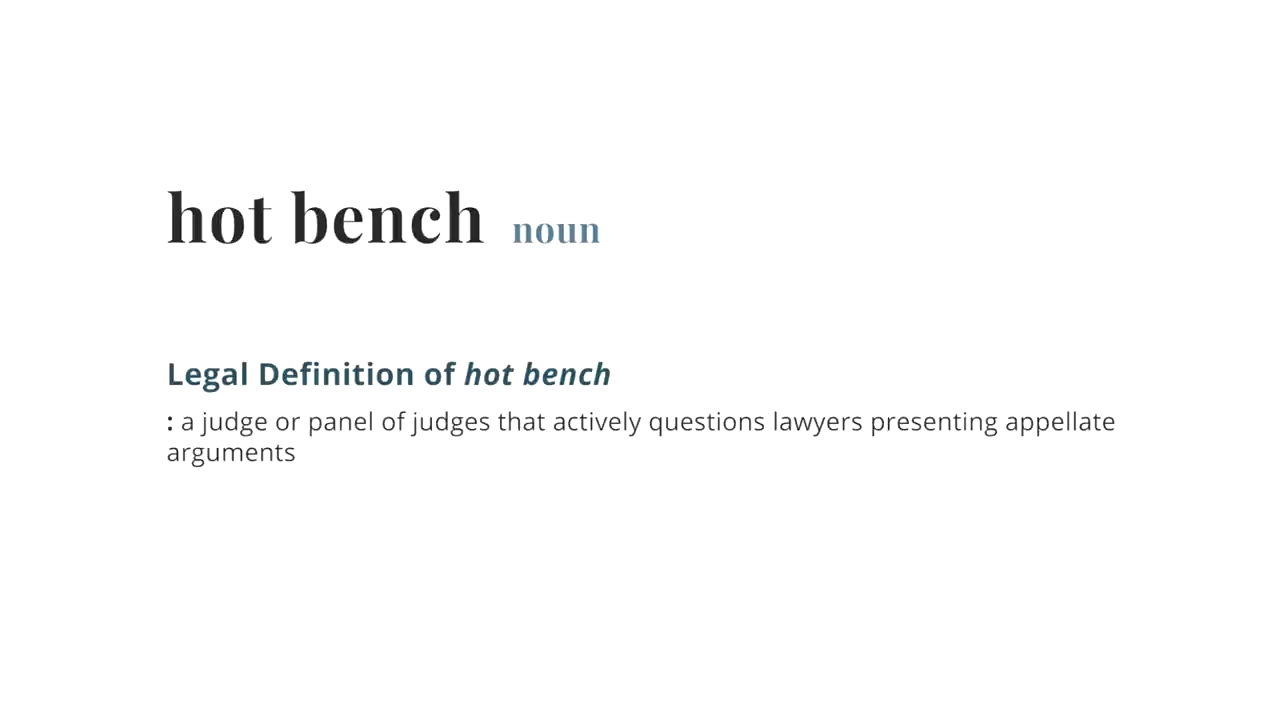 hot bench noun
Legal Definition of hot bench
: a judge or panel of judges that actively questions lawyers presenting appellate
arguments